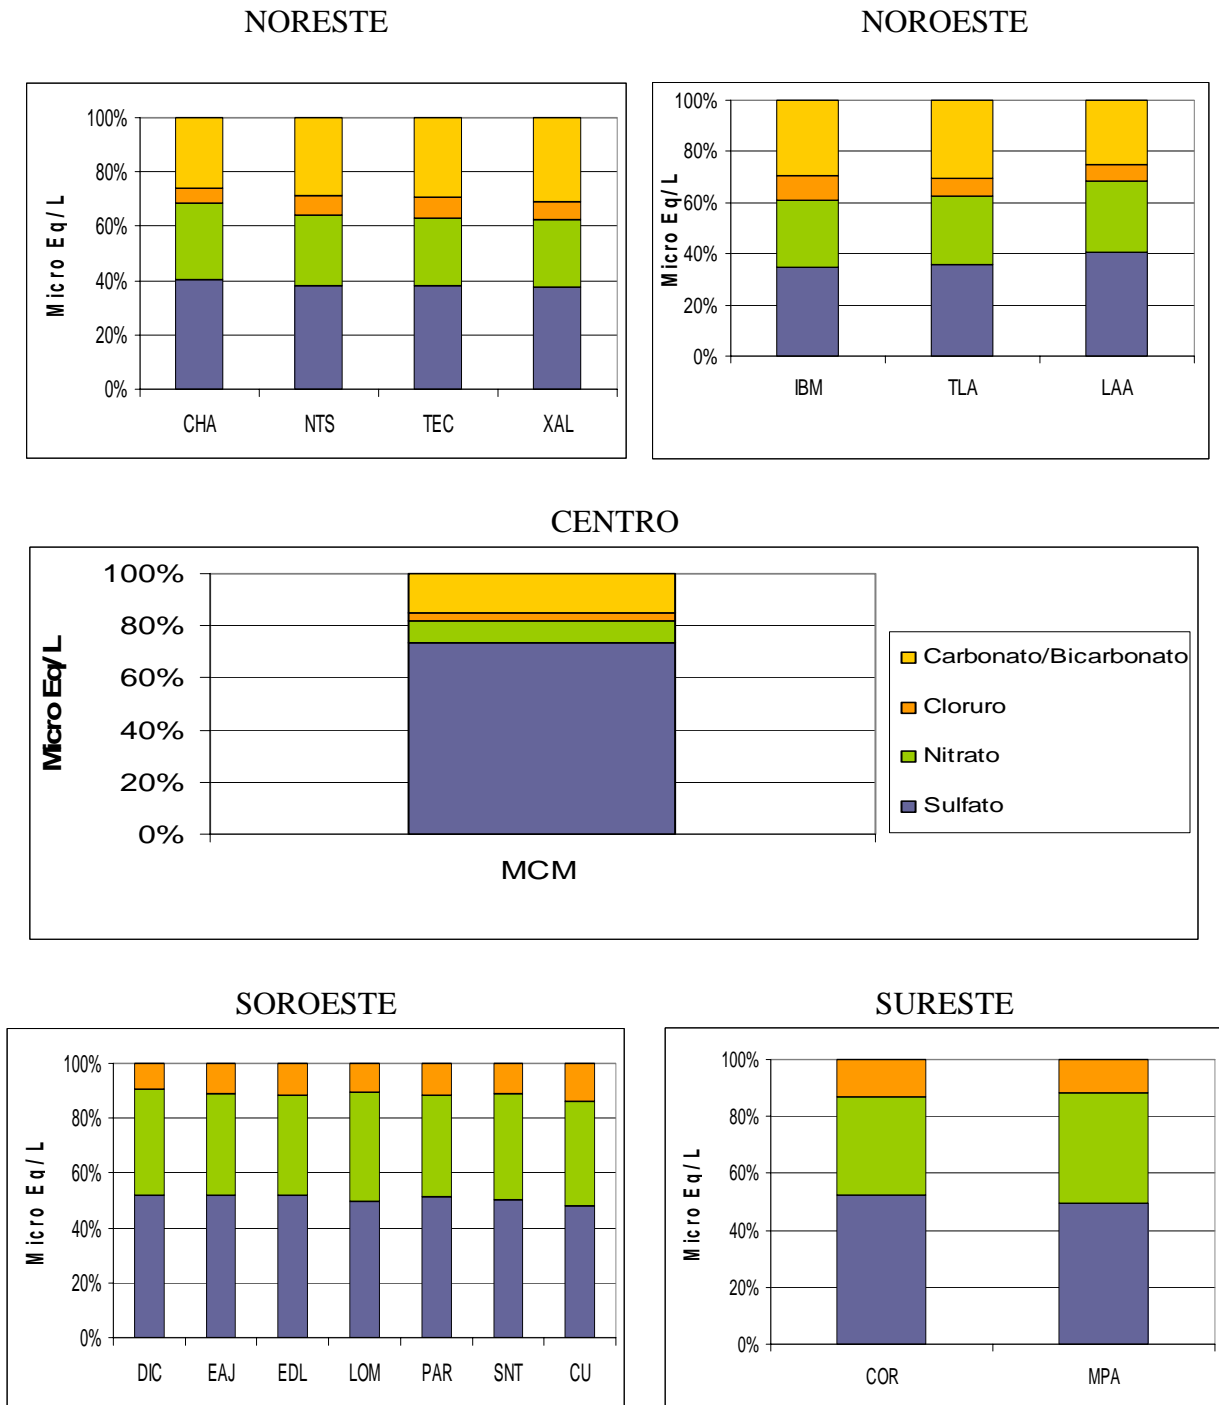 NORESTE
NOROESTE
Micro Eq/L
100%
80%
60%
40%
20%
0%
CHA NTS TEC XAL
Micro Eq/L
100%
80%
60%
40%
20%
0%
IBM TLA LAA
CENTRO
Micro Eq/L
100%
80%
60%
40%
20%
0%
MCM
Carbonato/Bicarbonato
Cloruro
Nitrato
Sulfato
SOROESTE
SURESTE
Micro Eq/L
100%
80%
60%
40%
20%
0%
DIC EAJ EDL LOM PAR SNT CU
Micro Eq/L
100%
80%
60%
40%
20%
0%
COR MPA